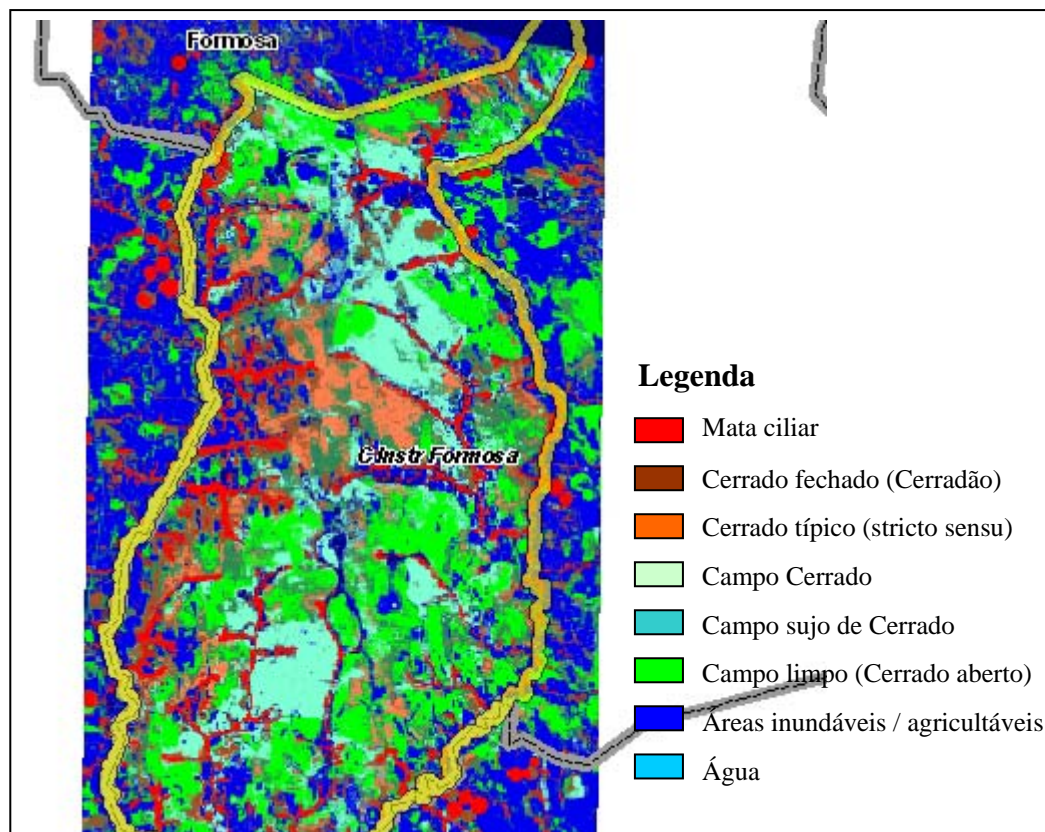 Formosa
C Instr Formosa
Legenda
Mata ciliar
Cerrado fechado (Cerradão)
Cerrado típico (stricto sensu)
Campo Cerrado
Campo sujo de Cerrado
Campo limpo (Cerrado aberto)
Áreas inundáveis / agricultáveis
Água